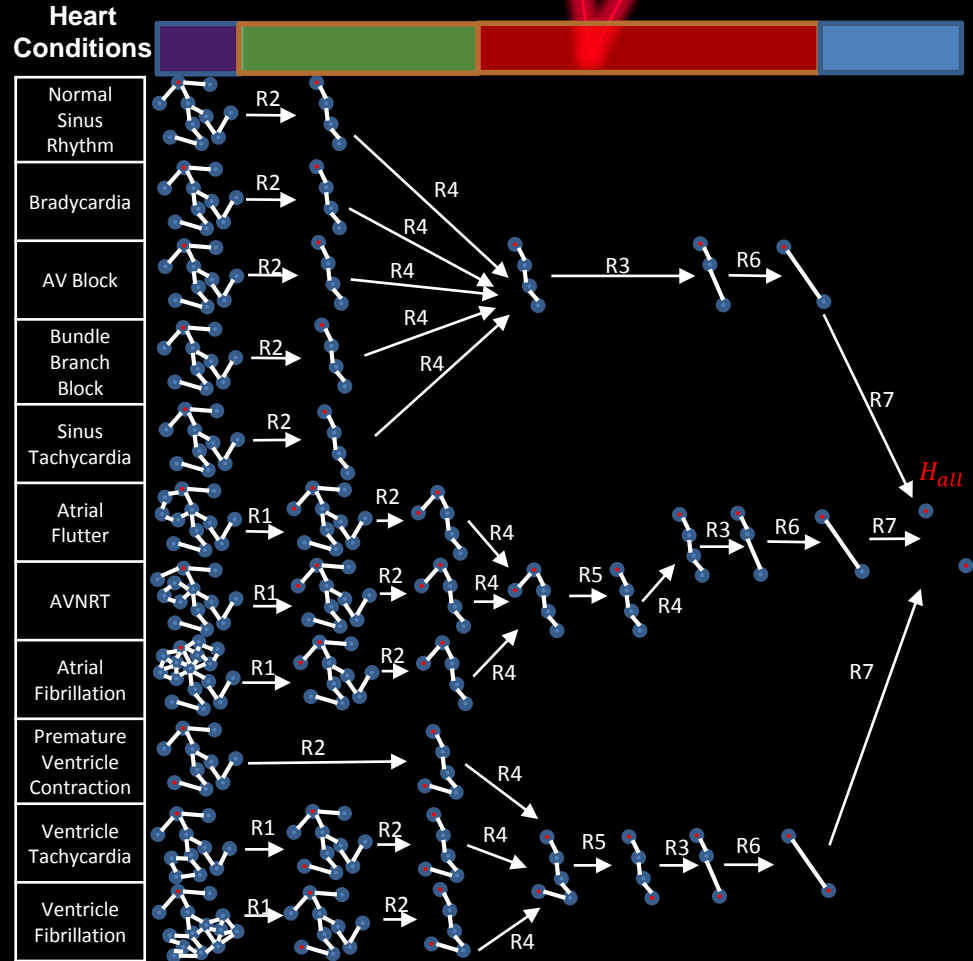 Heart
Conditions
Normal
Sinus
Rhythm
R2
R4
Bradycardia
R2
R4
AV Block
R2
R4
R3
R6
Bundle
Branch
Block
R2
R4
R4
R7
Sinus
Tachycardia
R2
H_all
Atrial
Flutter
R1
R2
R4
R3
R6
R7
AVNRT
R1
R2
R4
R5
R4
Atrial
Fibrillation
R1
R2
R4
R7
Premature
Ventricle
Contraction
R2
R4
Ventricle
Tachycardia
R1
R2
R4
R5
R3
R6
Ventricle
Fibrillation
R1
R2
R4